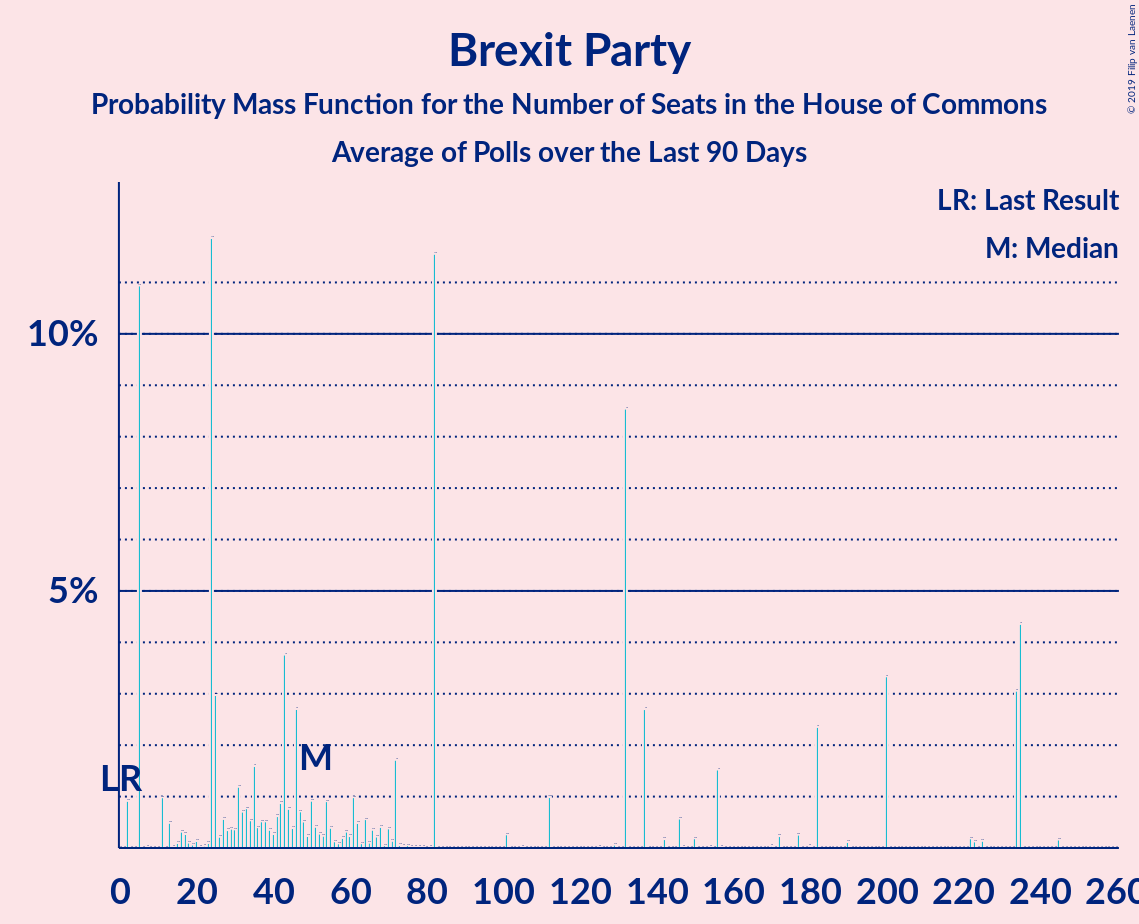 Brexit Party
Probability Mass Function for the Number of Seats in the House of Commons
Average of Polls over the Last 90 Days
© 2019 Filip van Laenen
LR: Last Result
M: Median
10%
5%
LR
M
0 20 40 60 80 100 120 140 160 180 200 220 240 260